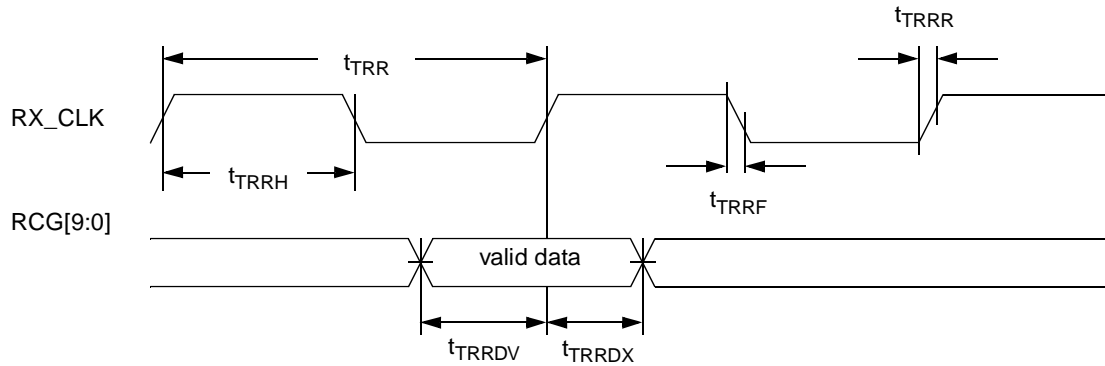 tTRRR
tTRR
RX_CLK
tTRRH
tTRRF
RCG[9:0]
valid data
tTRRDV tTRRDX